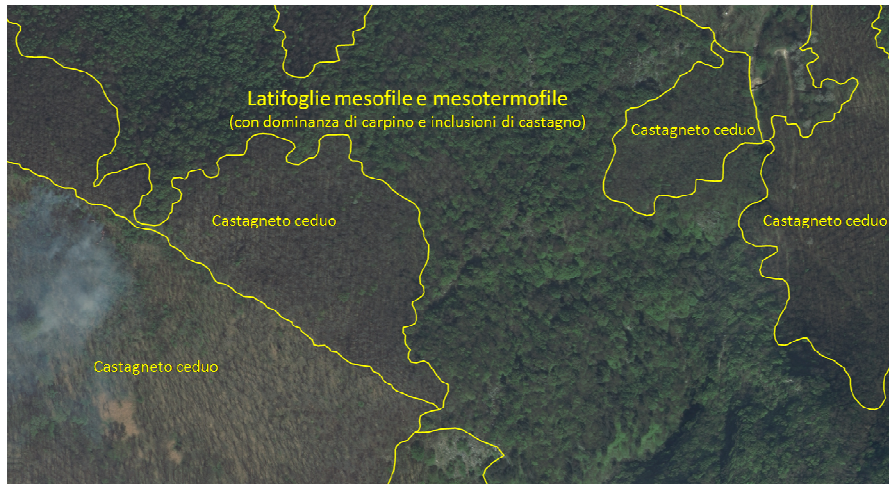 Latifoglie mesofile e mesotermofile
(con dominanza di carpino e inclusioni di castagno)
Castagneto ceduo
Castagneto ceduo
Castagneto ceduo
Castagneto ceduo